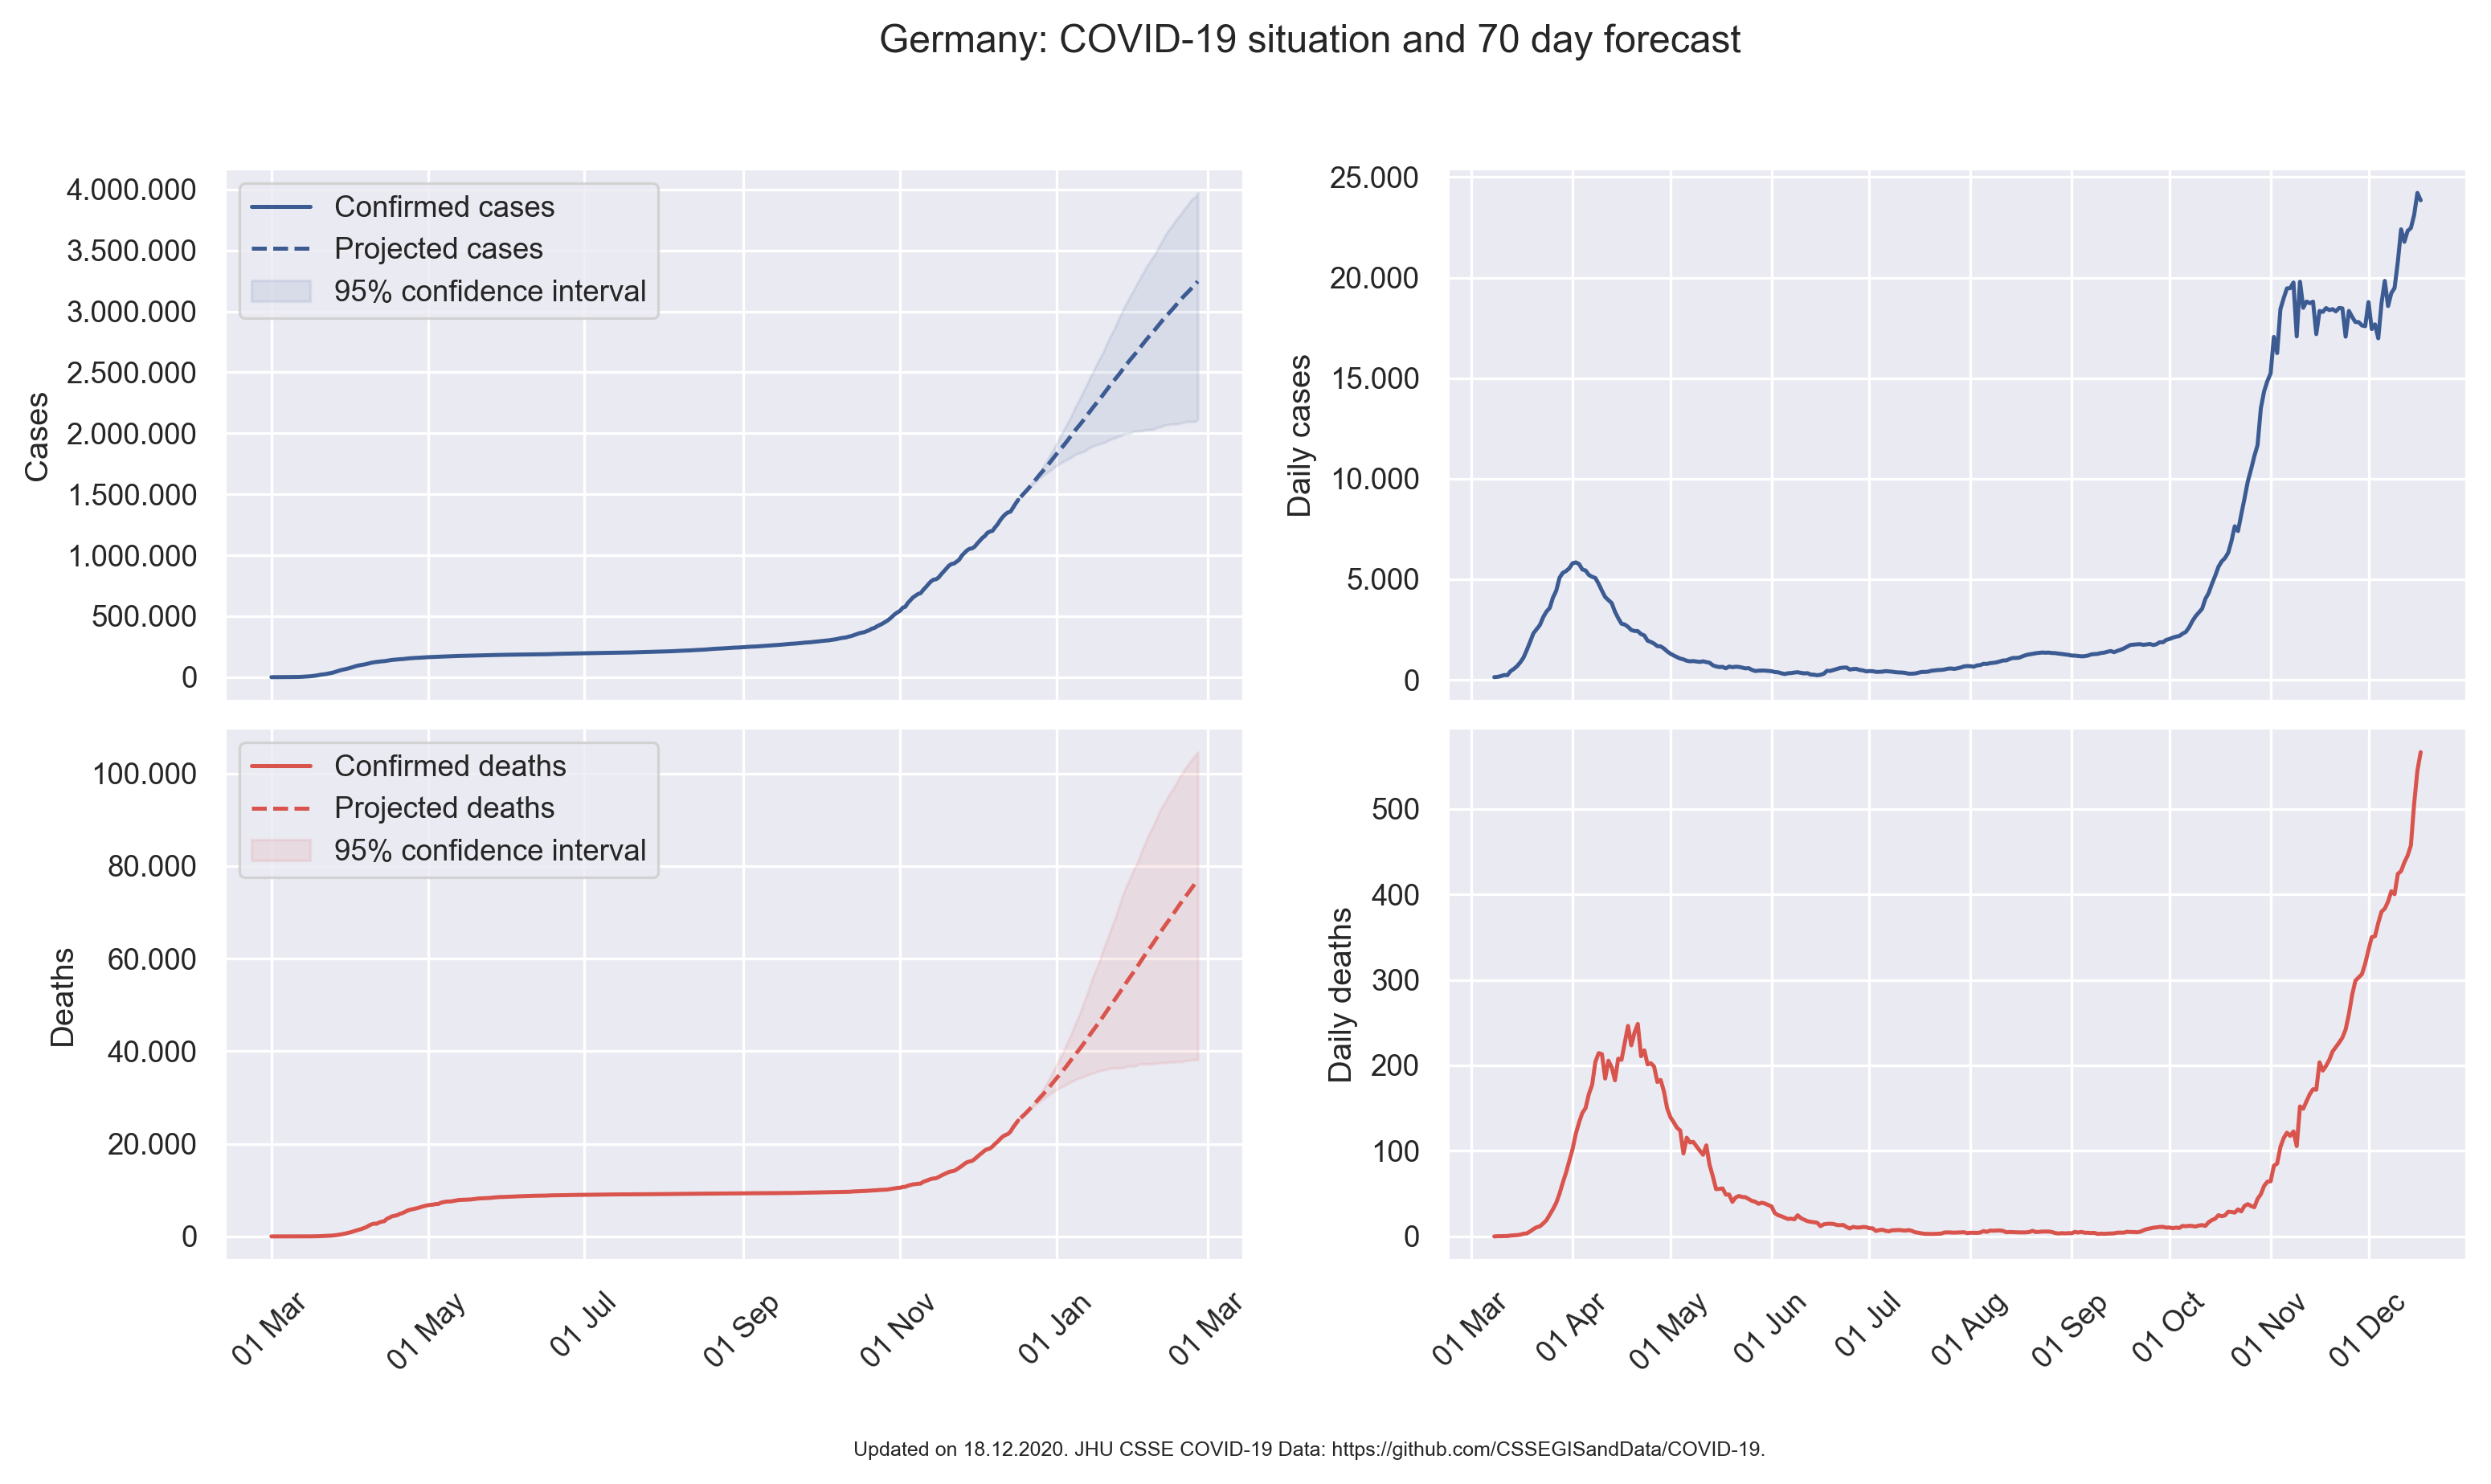 Germany: COVID-19 situation and 70 day forecast
4.000.000
3.500.000
3.000.000
2.500.000
2.000.000
1.500.000
1.000.000
500.000
0
Cases
Confirmed cases
Projected cases
95% confidence interval
25.000
20.000
15.000
10.000
5.000
0
Daily cases
100.000
80.000
60.000
40.000
20.000
0
Deaths
Confirmed deaths
Projected deaths
95% confidence interval
01 Mar
01 May
01 Jul
01 Sep
01 Nov
01 Jan
01 Mar
500
400
300
200
100
0
Daily deaths
01 Mar
01 Apr
01 May
01 Jun
01 Jul
01 Aug
01 Sep
01 Oct
01 Nov
01 Dec
Updated on 18.12.2020. JHU CSSE COVID-19 Data: https://github.com/CSSEGISandData/COVID-19.